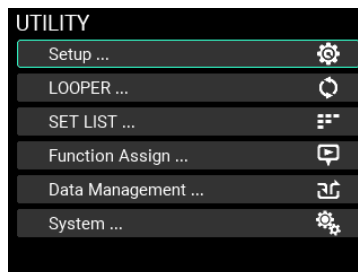 UTILITY
Setup ...
LOOPER ...
SET LIST ...
Function Assign ...
Data Management ...
System ...